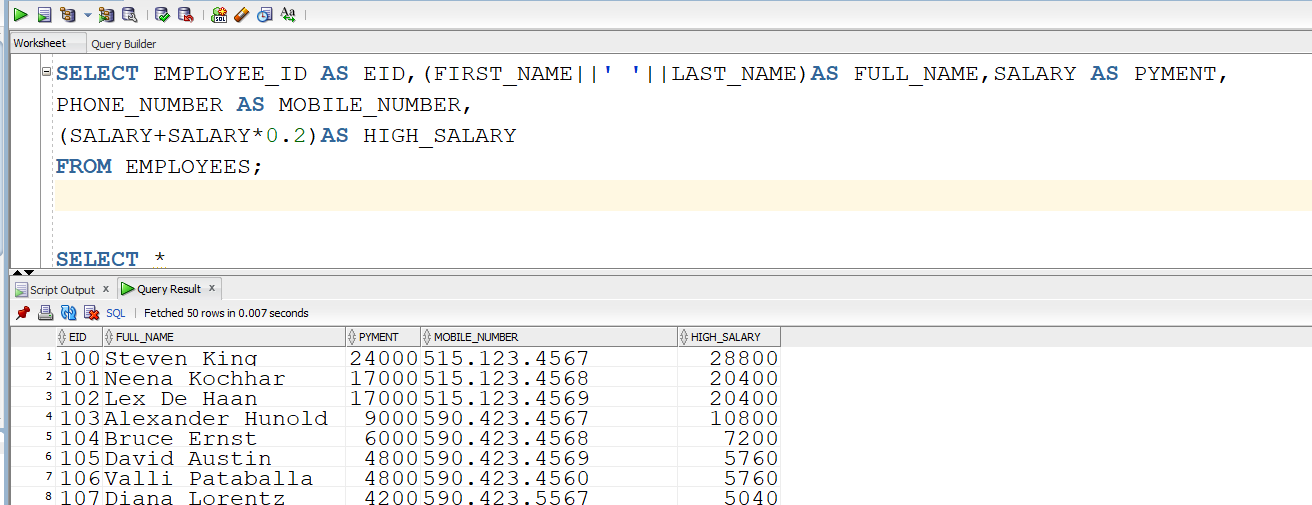 Worksheet Query Builder
SELECT EMPLOYEE_ID AS EID,(FIRST_NAME||' '||LAST_NAME)AS FULL_NAME,SALARY AS PYMENT,
PHONE_NUMBER AS MOBILE_NUMBER,
(SALARY+SALARY*0.2)AS HIGH_SALARY
FROM EMPLOYEES;
SELECT *
Script Output x Query Result x
SQL | Fetched 50 rows in 0.007 seconds
EID FULL_NAME PYMENT MOBILE_NUMBER HIGH_SALARY
1 100 Steven King 24000 515.123.4567 28800
2 101 Neena Kochhar 17000 515.123.4568 20400
3 102 Lex De Haan 17000 515.123.4569 20400
4 103 Alexander Hunold 9000 590.423.4567 10800
5 104 Bruce Ernst 6000 590.423.4568 7200
6 105 David Austin 4800 590.423.4569 5760
7 106 Valli Pataballa 4800 590.423.4560 5760
8 107 Diana Lorentz 4200 590.423.5567 5040